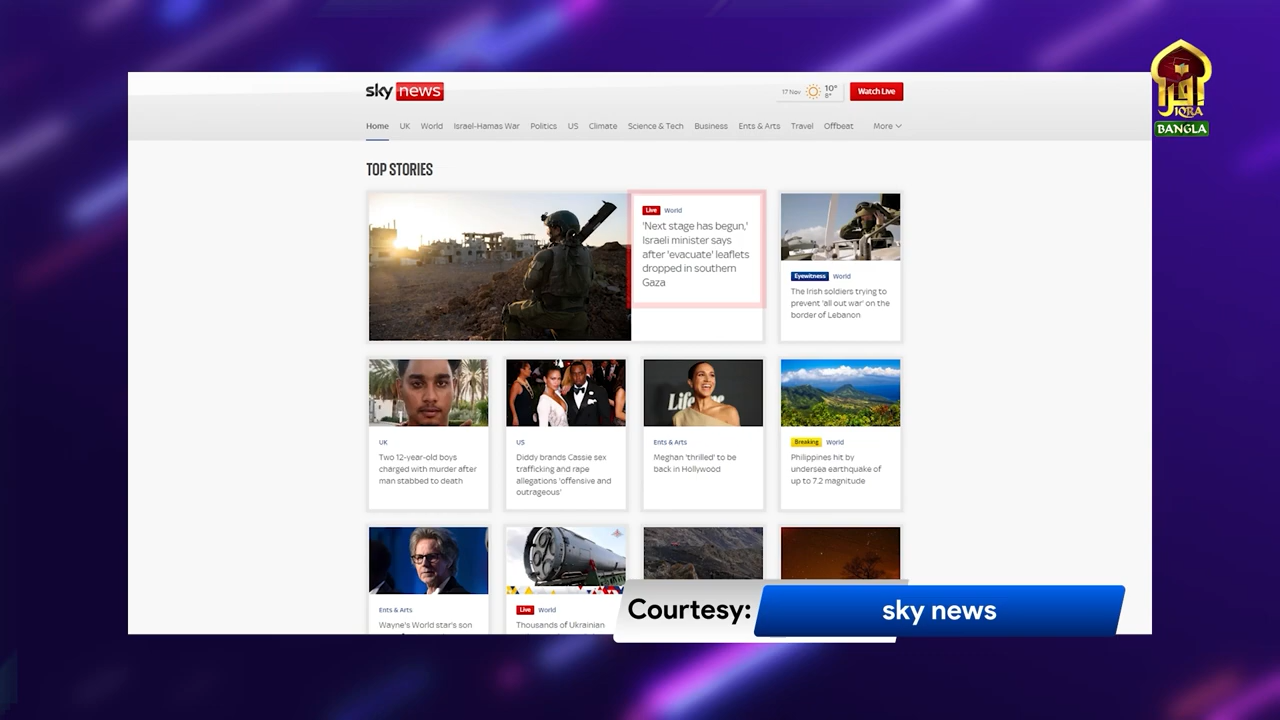 sky news
17 Nov
10°
8°
Watch Live
Home UK World Israel-Hamas War Politics US Climate Science & Tech Business Ents & Arts Travel Offbeat More
اقرأ
IQRA
BANGLA
TOP STORIES
Live World
'Next stage has begun,'
Israeli minister says
after 'evacuate' leaflets
dropped in southern
Gaza
Eyewitness World
The Irish soldiers trying to
prevent 'all out war' on the
border of Lebanon
UK
Two 12-year-old boys
charged with murder after
man stabbed to death
US
Diddy brands Cassie sex
trafficking and rape
allegations 'offensive and
outrageous'
Ents & Arts
Meghan 'thrilled' to be
back in Hollywood
Breaking World
Philippines hit by
undersea earthquake of
up to 7.2 magnitude
Ents & Arts
Wayne's World star's son
Live World
Thousands of Ukrainian
Courtesy: sky news